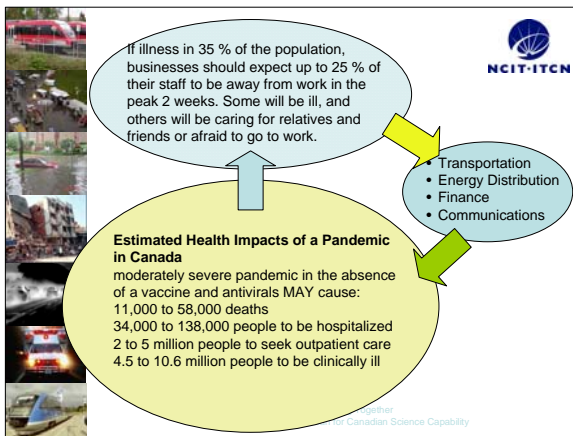 If illness in 35 % of the population,
businesses should expect up to 25 % of
their staff to be away from work in the
peak 2 weeks. Some will be ill, and
others will be caring for relatives and
friends or afraid to go to work.
NCIT·ITCN
• Transportation
• Energy Distribution
• Finance
• Communications
Estimated Health Impacts of a Pandemic
in Canada
moderately severe pandemic in the absence
of a vaccine and antivirals MAY cause:
11,000 to 58,000 deaths
34,000 to 138,000 people to be hospitalized
2 to 5 million people to seek outpatient care
4.5 to 10.6 million people to be clinically ill
ogether
for Canadian Science Capability